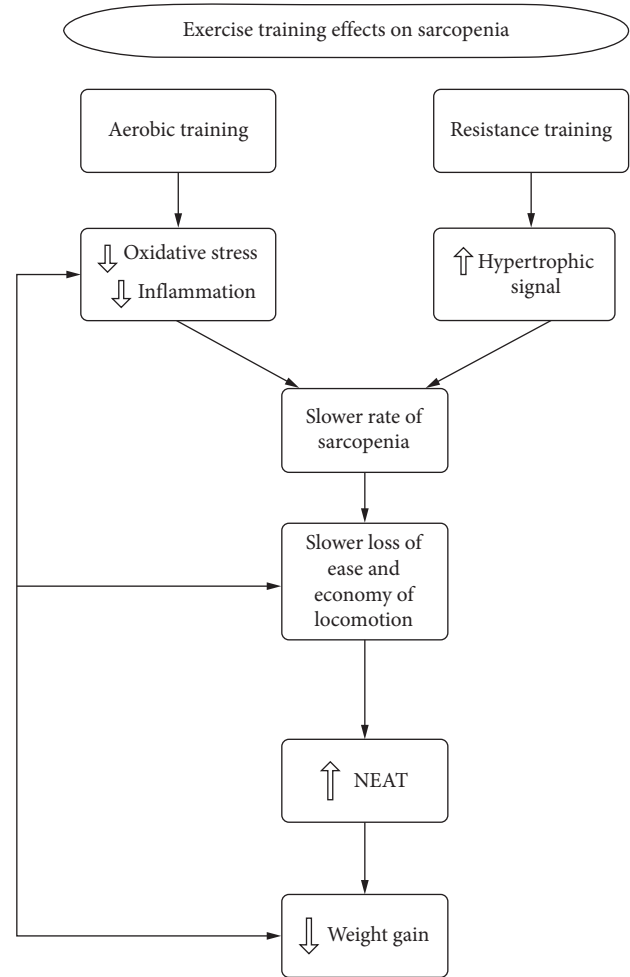 Exercise training effects on sarcopenia
Aerobic training
Resistance training
Oxidative stress
Inflammation
Hypertrophic
signal
Slower rate of
sarcopenia
Slower loss of
ease and
economy of
locomotion
NEAT
Weight gain